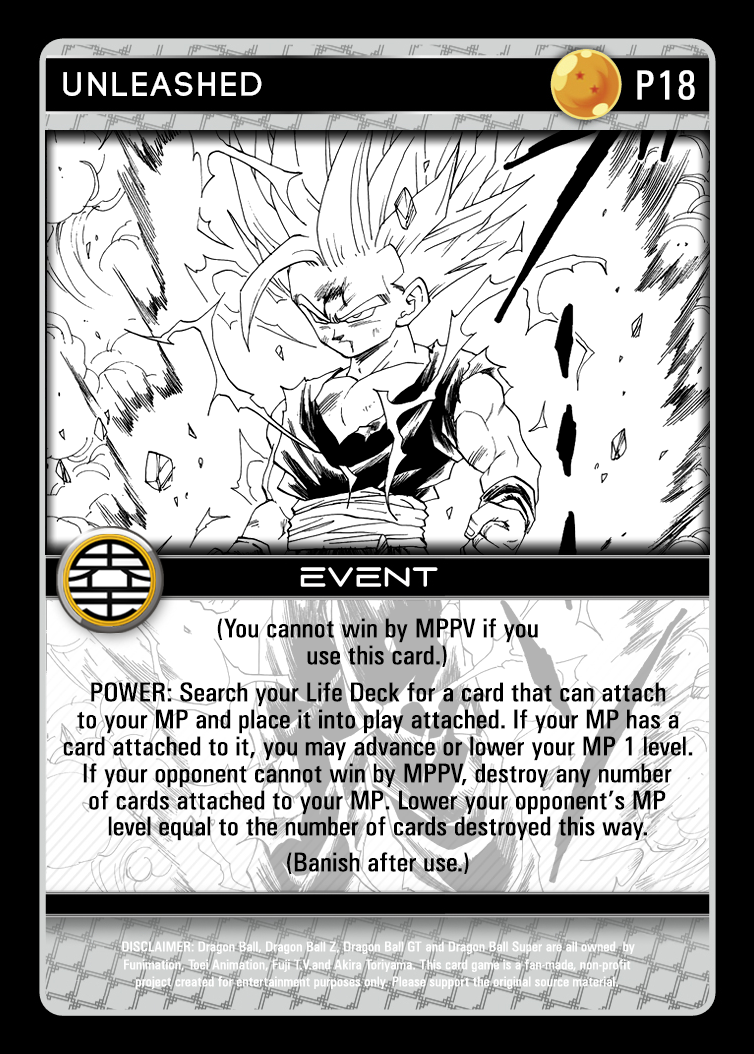 UNLEASHED
P18
EVENT
(You cannot win by MPPV if you
use this card.)
POWER: Search your Life Deck for a card that can attach
to your MP and place it into play attached. If your MP has a
card attached to it, you may advance or lower your MP 1 level.
If your opponent cannot win by MPPV, destroy any number
of cards attached to your MP. Lower your opponent's MP
level equal to the number of cards destroyed this way.
(Banish after use.)
DISCLAIMER: Dragon Ball, Dragon Ball Z, Dragon Ball GT and Dragon Ball Super are all owned by
Funimation, Toei Animation, Fuji T.V.and Akira Toriyama. This card game is a fan-made, non-profit
project created for entertainment purposes only. Please support the original source material.